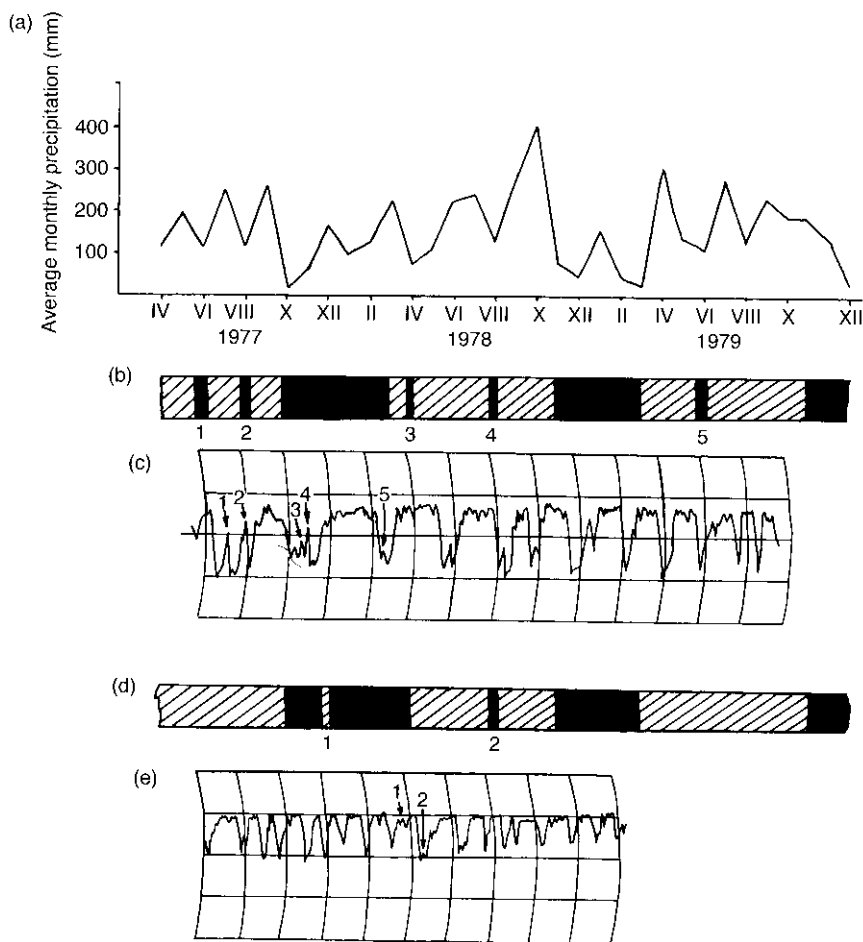 (a)
Average monthly precipitation (mm)
400
300
200
100
IV VI VIII X XII II IV VI VIII X XII II IV VI VIII X XII
1977 1978 1979
(b)
1 2 3 4 5
(c)
1 2 3 4 5
(d)
1 2
(e)
1 2